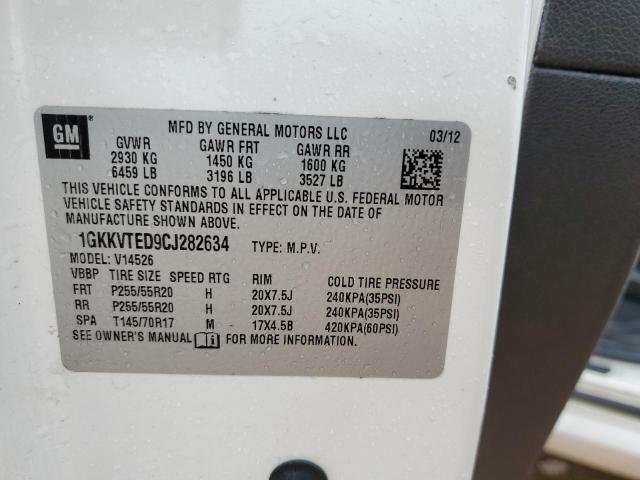 GM ®
MFD BY GENERAL MOTORS LLC 03/12
GVWR GAWR FRT GAWR RR
2930 KG 1450 KG 1600 KG
6459 LB 3196 LB 3527 LB
THIS VEHICLE CONFORMS TO ALL APPLICABLE U.S. FEDERAL MOTOR
VEHICLE SAFETY STANDARDS IN EFFECT ON THE DATE OF
MANUFACTURE SHOWN ABOVE.
1GKKVTED9CJ282634 TYPE: M.P.V.
MODEL: V14526
VBBP TIRE SIZE SPEED RTG RIM COLD TIRE PRESSURE
FRT P255/55R20 H 20X7.5J 240KPA(35PSI)
RR P255/55R20 H 20X7.5J 240KPA(35PSI)
SPA T145/70R17 M 17X4.5B 420KPA(60PSI)
SEE OWNER'S MANUAL FOR MORE INFORMATION.